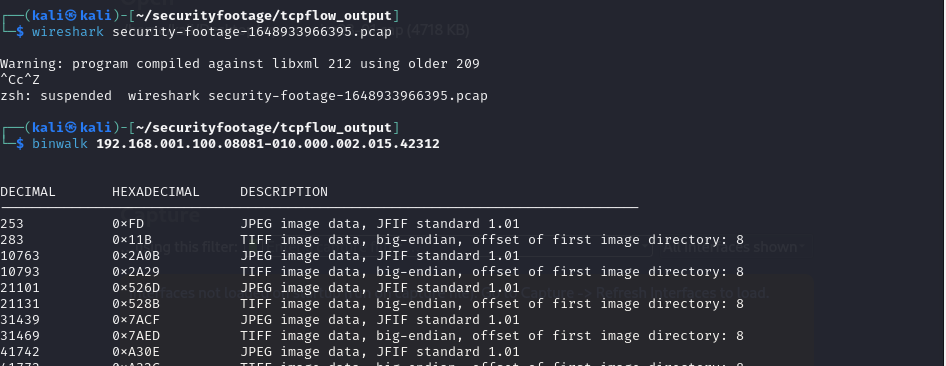 Open
┌──(kali㉿kali)-[~/securityfootage/tcpflow_output]
└─$ wireshark security-footage-1648933966395.pcap
(4718 KB)
Warning: program compiled against libxml 212 using older 209
^Cc^Z
zsh: suspended  wireshark security-footage-1648933966395.pcap
┌──(kali㉿kali)-[~/securityfootage/tcpflow_output]
└─$ binwalk 192.168.001.100.08081-010.000.002.015.42312
DECIMAL       HEXADECIMAL     DESCRIPTION
Capture
253           0×FD            JPEG image data, JFIF standard 1.01
283           0×11B           TIFF image data, big-endian, offset of first image directory: 8
10763         0×2A0B          JPEG image data, JFIF standard 1.01
10793         0×2A29          TIFF image data, big-endian, offset of first image directory: 8
21101         0×526D          JPEG image data, JFIF standard 1.01
21131         0×528B          TIFF image data, big-endian, offset of first image directory: 8
31439         0×7ACF          JPEG image data, JFIF standard 1.01
31469         0×7AED          TIFF image data, big-endian, offset of first image directory: 8
41742         0×A30E          JPEG image data, JFIF standard 1.01